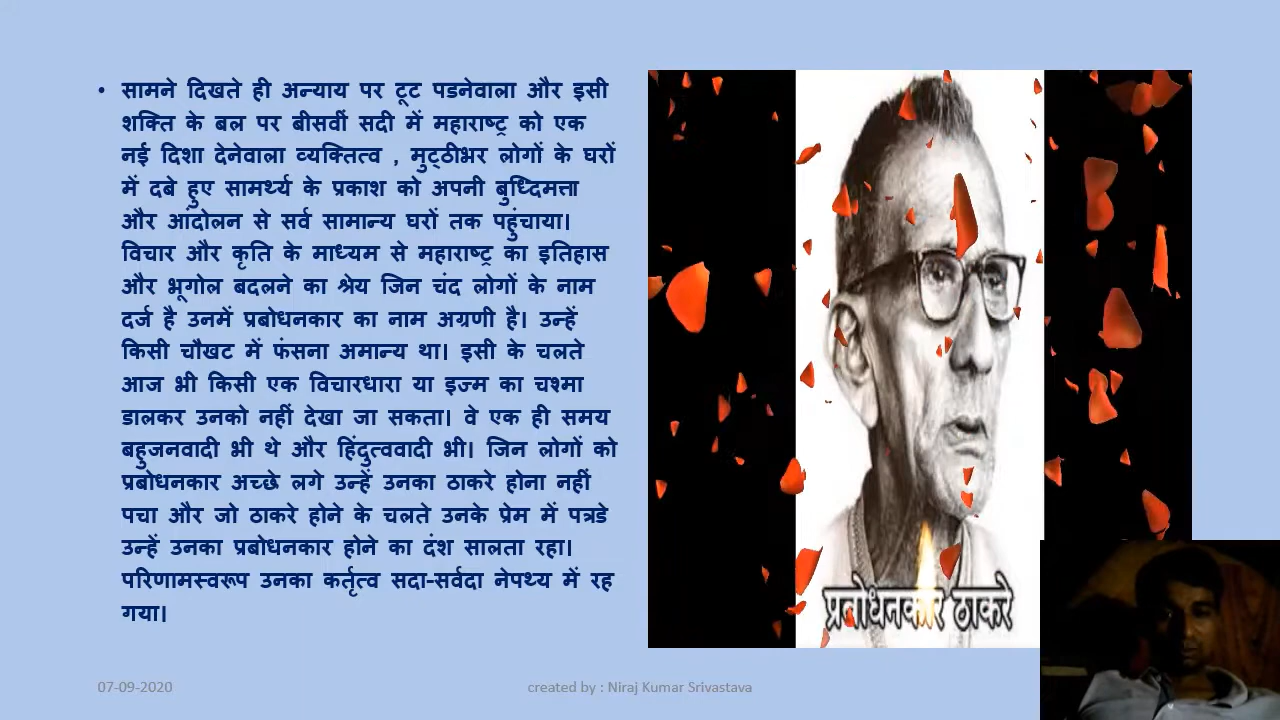 • सामने दिखते ही अन्याय पर टूट पडनेवाला और इसी
शक्ति के बल पर बीसवीं सदी में महाराष्ट्र को एक
नई दिशा देनेवाला व्यक्तित्व , मुट्ठीभर लोगों के घरों
में दबे हुए सामर्थ्य के प्रकाश को अपनी बुध्दिमत्ता
और आंदोलन से सर्व सामान्य घरों तक पहुंचाया।
विचार और कृति के माध्यम से महाराष्ट्र का इतिहास
और भूगोल बदलने का श्रेय जिन चंद लोगों के नाम
दर्ज है उनमें प्रबोधनकार का नाम अग्रणी है। उन्हें
किसी चौखट में फंसना अमान्य था। इसी के चलते
आज भी किसी एक विचारधारा या इज्म का चश्मा
डालकर उनको नहीं देखा जा सकता। वे एक ही समय
बहुजनवादी भी थे और हिंदुत्ववादी भी। जिन लोगों को
प्रबोधनकार अच्छे लगे उन्हें उनका ठाकरे होना नहीं
पचा और जो ठाकरे होने के चलते उनके प्रेम में पत्रडे
उन्हें उनका प्रबोधनकार होने का दंश सालता रहा।
परिणामस्वरूप उनका कर्तृत्व सदा-सर्वदा नेपथ्य में रह
गया।
प्रबोधनकार ठाकरे
07-09-2020
created by : Niraj Kumar Srivastava